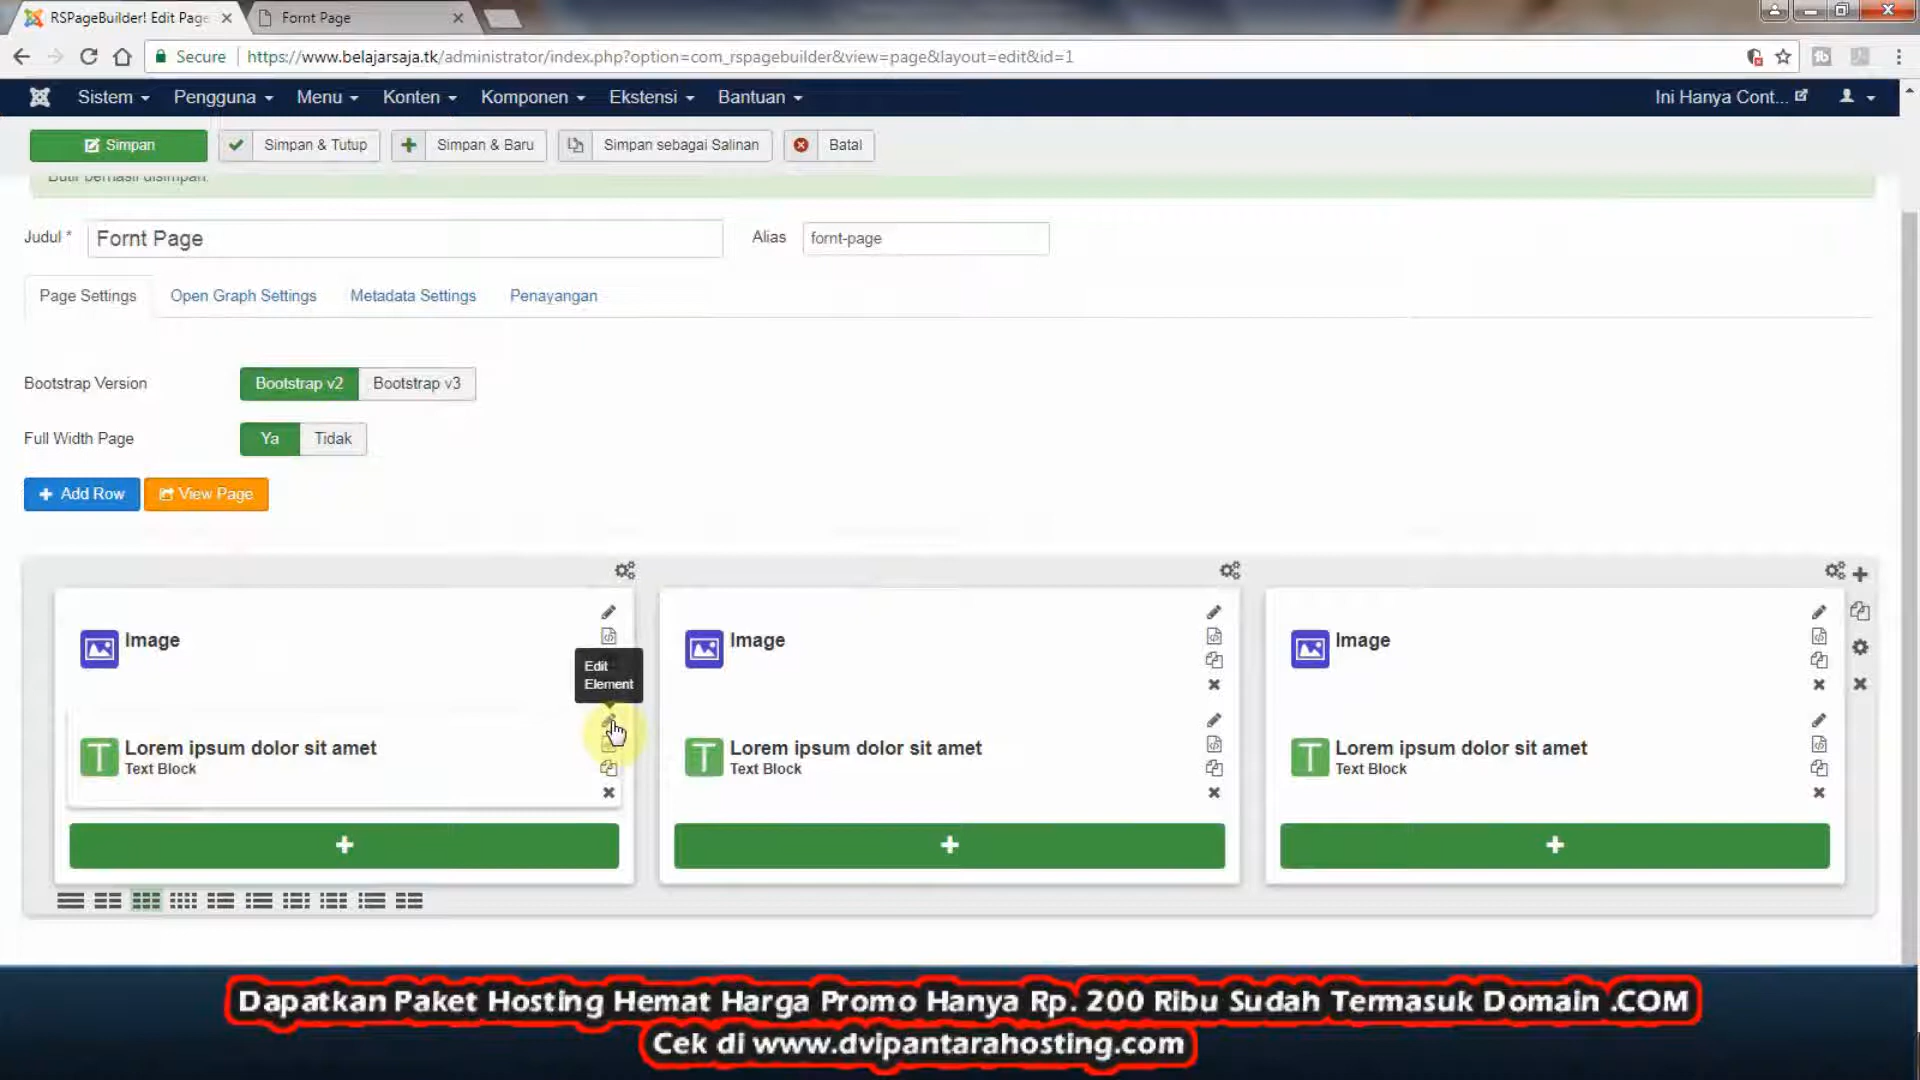 RSPageBuilder! Edit Page
Fornt Page
Secure
https://www.belajarsaja.tk/administrator/index.php?option=com_rspagebuilder&view=page&layout=edit&id=1
Sistem Pengguna Menu Konten Komponen Ekstensi Bantuan
Ini Hanya Cont...
Simpan
Simpan & Tutup
Simpan & Baru
Simpan sebagai Salinan
Batal
Butir berhasil disimpan.
Judul *
Fornt Page
Alias
fornt-page
Page Settings
Open Graph Settings
Metadata Settings
Penayangan
Bootstrap Version
Bootstrap v2
Bootstrap v3
Full Width Page
Ya
Tidak
Add Row
View Page
Image
Edit
Element
Lorem ipsum dolor sit amet
Text Block
Image
Lorem ipsum dolor sit amet
Text Block
Image
Lorem ipsum dolor sit amet
Text Block
Dapatkan Paket Hosting Hemat Harga Promo Hanya Rp. 200 Ribu Sudah Termasuk Domain .COM
Cek di www.dvipantarahosting.com